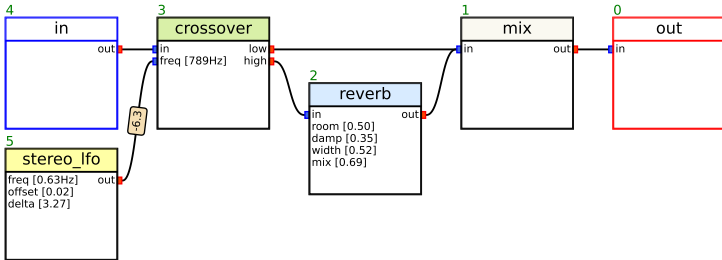 4
in
out
3
crossover
in
low
freq [789Hz]
high
1
mix
in
out
0
out
in
2
reverb
in
out
room [0.50]
damp [0.35]
width [0.52]
mix [0.69]
-6.3
5
stereo_lfo
freq [0.63Hz]
out
offset [0.02]
delta [3.27]